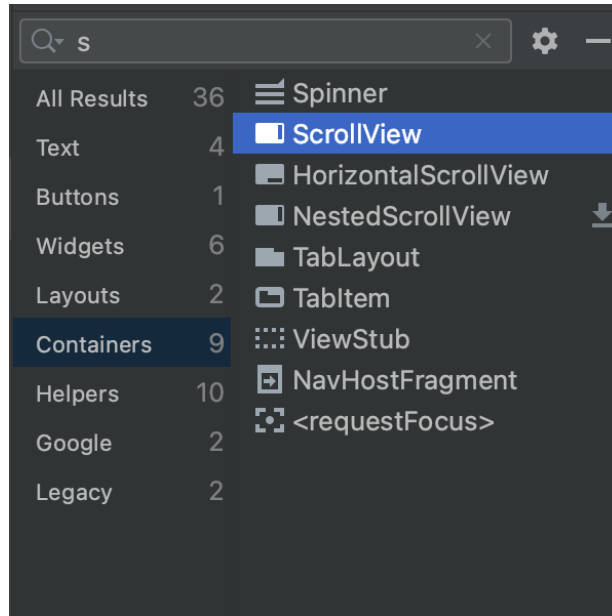 s
All Results 36
Text 4
Buttons 1
Widgets 6
Layouts 2
Containers 9
Helpers 10
Google 2
Legacy 2
Spinner
ScrollView
HorizontalScrollView
NestedScrollView
TabLayout
TabItem
ViewStub
NavHostFragment
<requestFocus>